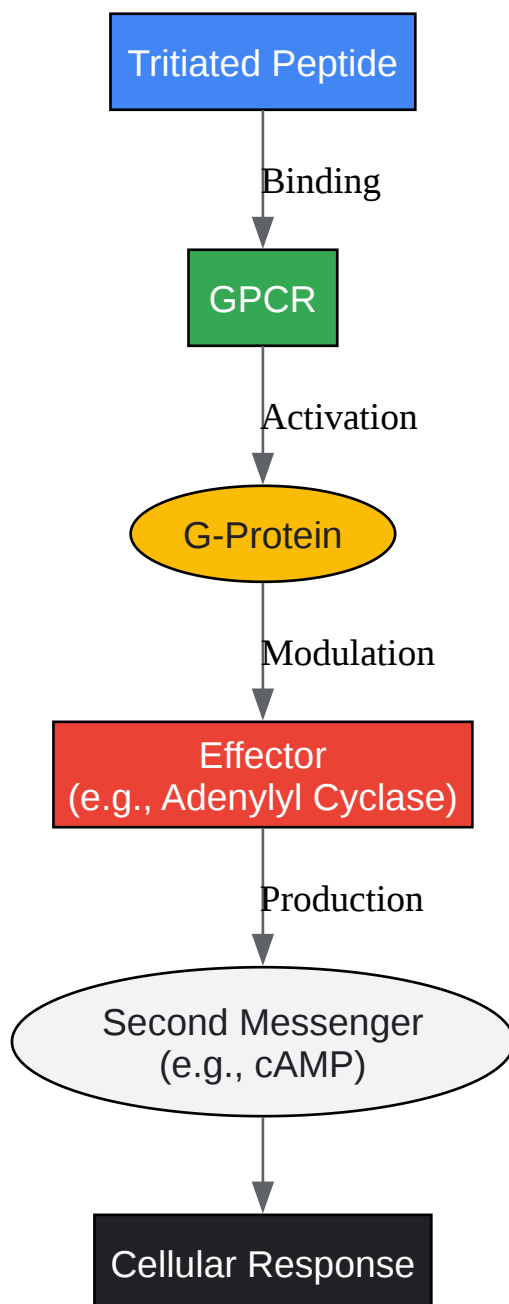 Tritiated Peptide
Binding
GPCR
Activation
G-Protein
Modulation
Effector
(e.g., Adenylyl Cyclase)
Production
Second Messenger
(e.g., cAMP)
Cellular Response